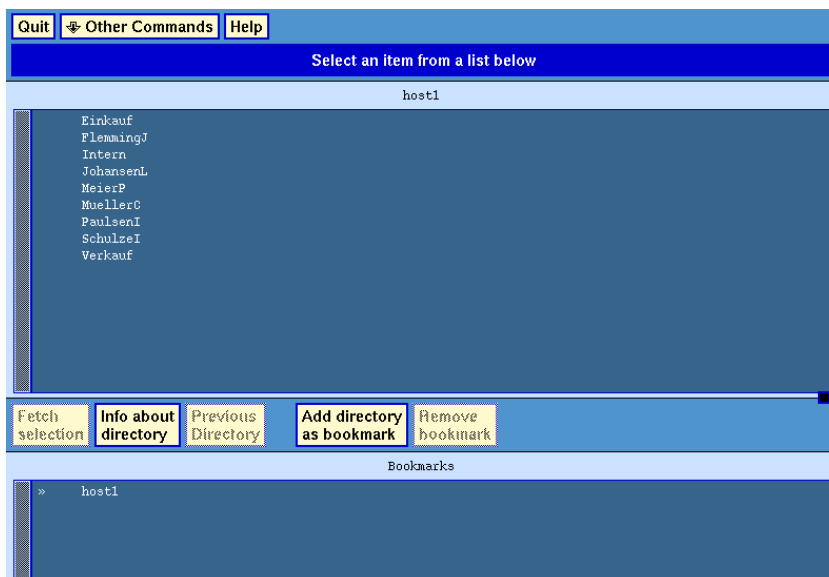 Quit Other Commands Help
Select an item from a list below
host1
Einkauf
FlemmingJ
Intern
JohansenL
MeierP
MuellerC
PaulsenI
SchulzeI
Verkauf
Fetch selection
Info about directory
Previous Directory
Add directory as bookmark
Remove bookmark
Bookmarks
» host1